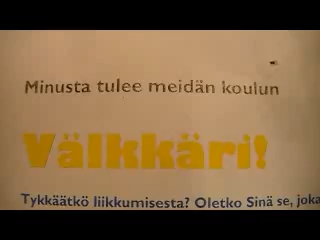 Minusta tulee meidän koulun
Välkkäri!
Tykkäätkö liikkumisesta? Oletko Sinä se, joka